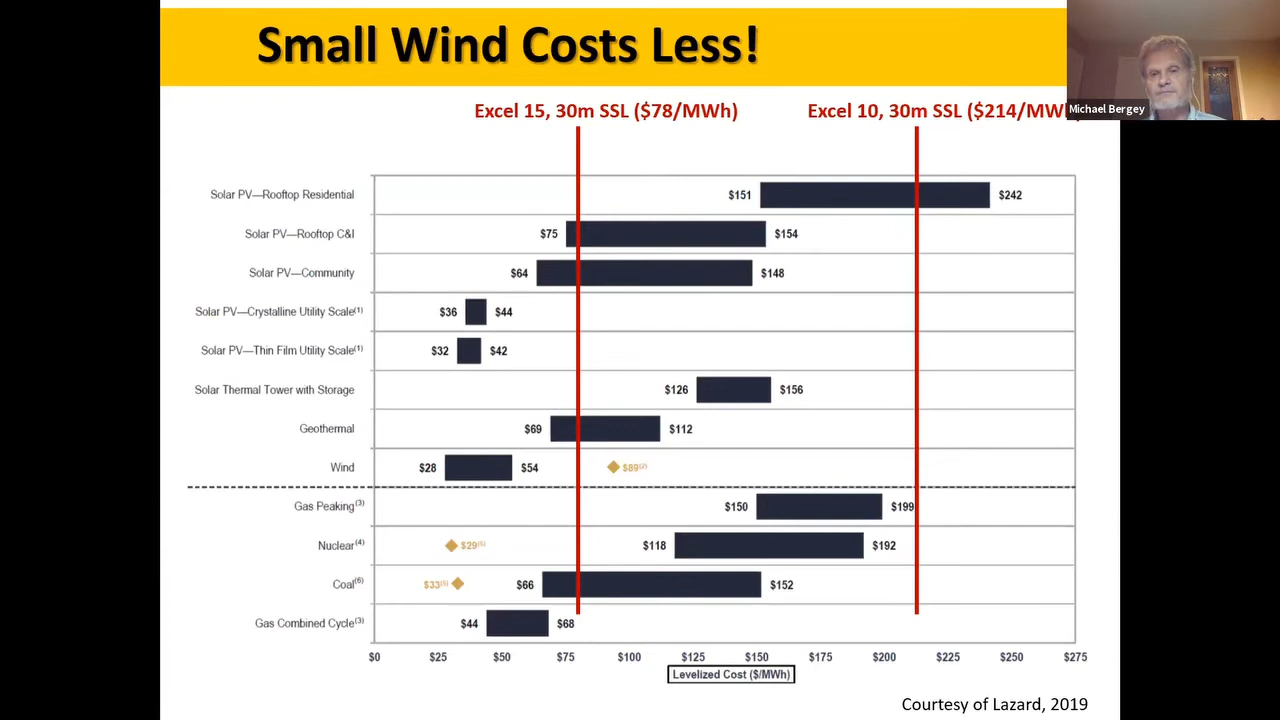 Small Wind Costs Less!
Michael Bergey
Excel 15, 30m SSL ($78/MWh)
Excel 10, 30m SSL ($214/MW
Solar PV—Rooftop Residential $151 $242
Solar PV—Rooftop C&I $75 $154
Solar PV—Community $64 $148
Solar PV—Crystalline Utility Scale(1) $36 $44
Solar PV—Thin Film Utility Scale(1) $32 $42
Solar Thermal Tower with Storage $126 $156
Geothermal $69 $112
Wind $28 $54 $89(2)
Gas Peaking(3) $150 $199
Nuclear(4) $29(5) $118 $192
Coal(6) $33(5) $66 $152
Gas Combined Cycle(3) $44 $68
$0 $25 $50 $75 $100 $125 $150 $175 $200 $225 $250 $275
Levelized Cost ($/MWh)
Courtesy of Lazard, 2019